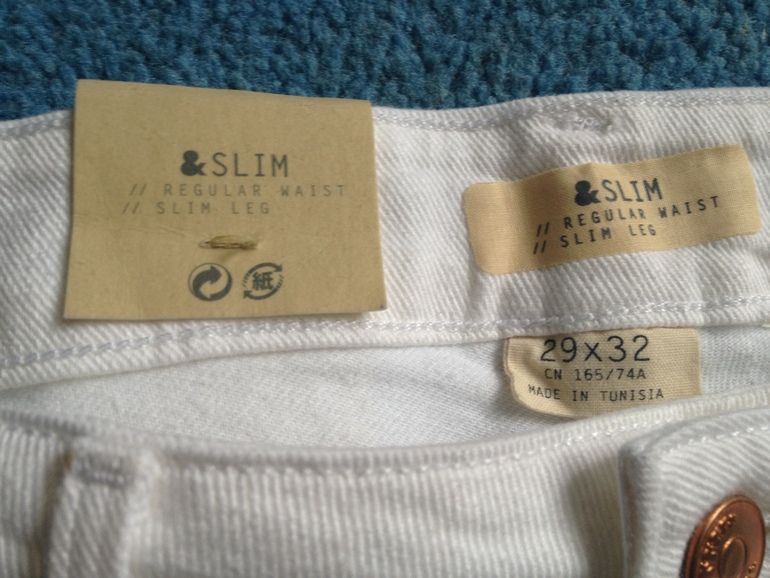 &SLIM
// REGULAR WAIST
// SLIM LEG
紙
&SLIM
// REGULAR WAIST
// SLIM LEG
29x32
CN 165/74A
MADE IN TUNISIA